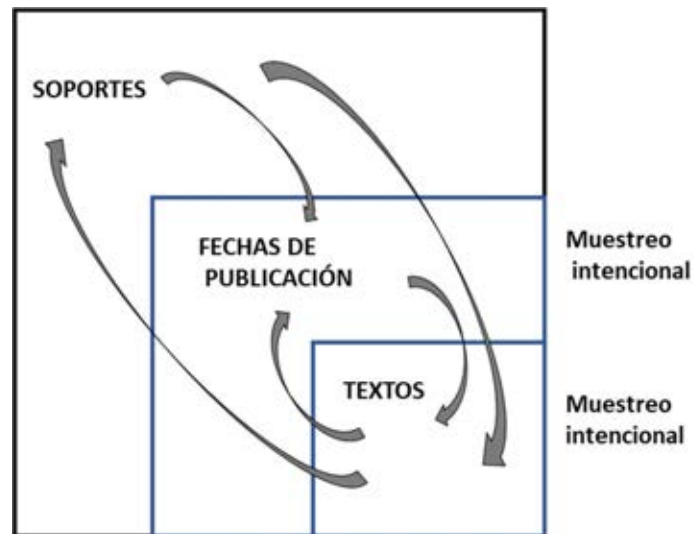 SOPORTES
FECHAS DE
PUBLICACIÓN
Muestreo
intencional
TEXTOS
Muestreo
intencional